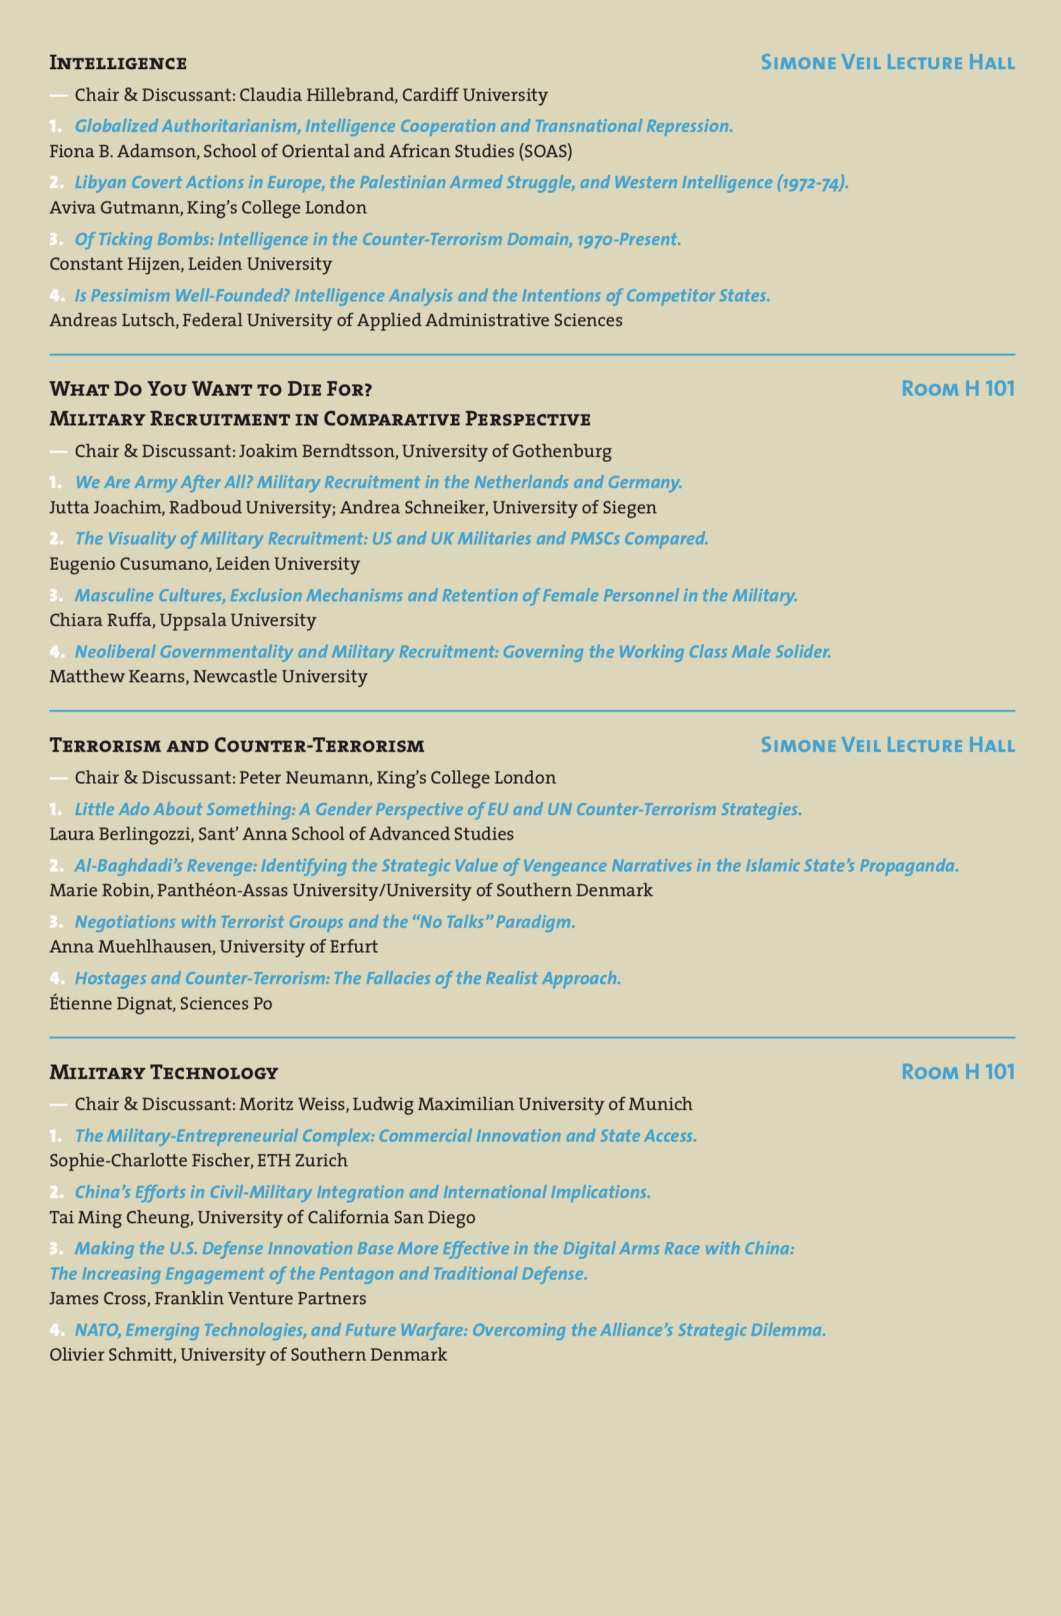 Intelligence Simone Veil Lecture Hall
— Chair & Discussant: Claudia Hillebrand, Cardiff University
1. Globalized Authoritarianism, Intelligence Cooperation and Transnational Repression.
Fiona B. Adamson, School of Oriental and African Studies (SOAS)
2. Libyan Covert Actions in Europe, the Palestinian Armed Struggle, and Western Intelligence (1972-74).
Aviva Gutmann, King's College London
3. Of Ticking Bombs: Intelligence in the Counter-Terrorism Domain, 1970-Present.
Constant Hijzen, Leiden University
4. Is Pessimism Well-Founded? Intelligence Analysis and the Intentions of Competitor States.
Andreas Lutsch, Federal University of Applied Administrative Sciences
What Do You Want to Die For? Room H 101
Military Recruitment in Comparative Perspective
— Chair & Discussant: Joakim Berndtsson, University of Gothenburg
1. We Are Army After All? Military Recruitment in the Netherlands and Germany.
Jutta Joachim, Radboud University; Andrea Schneiker, University of Siegen
2. The Visuality of Military Recruitment: US and UK Militaries and PMSCs Compared.
Eugenio Cusumano, Leiden University
3. Masculine Cultures, Exclusion Mechanisms and Retention of Female Personnel in the Military.
Chiara Ruffa, Uppsala University
4. Neoliberal Governmentality and Military Recruitment: Governing the Working Class Male Solider.
Matthew Kearns, Newcastle University
Terrorism and Counter-Terrorism Simone Veil Lecture Hall
— Chair & Discussant: Peter Neumann, King's College London
1. Little Ado About Something: A Gender Perspective of EU and UN Counter-Terrorism Strategies.
Laura Berlingozzi, Sant' Anna School of Advanced Studies
2. Al-Baghdadi's Revenge: Identifying the Strategic Value of Vengeance Narratives in the Islamic State's Propaganda.
Marie Robin, Panthéon-Assas University/University of Southern Denmark
3. Negotiations with Terrorist Groups and the “No Talks” Paradigm.
Anna Muehlhausen, University of Erfurt
4. Hostages and Counter-Terrorism: The Fallacies of the Realist Approach.
Étienne Dignat, Sciences Po
Military Technology Room H 101
— Chair & Discussant: Moritz Weiss, Ludwig Maximilian University of Munich
1. The Military-Entrepreneurial Complex: Commercial Innovation and State Access.
Sophie-Charlotte Fischer, ETH Zurich
2. China's Efforts in Civil-Military Integration and International Implications.
Tai Ming Cheung, University of California San Diego
3. Making the U.S. Defense Innovation Base More Effective in the Digital Arms Race with China:
The Increasing Engagement of the Pentagon and Traditional Defense.
James Cross, Franklin Venture Partners
4. NATO, Emerging Technologies, and Future Warfare: Overcoming the Alliance's Strategic Dilemma.
Olivier Schmitt, University of Southern Denmark